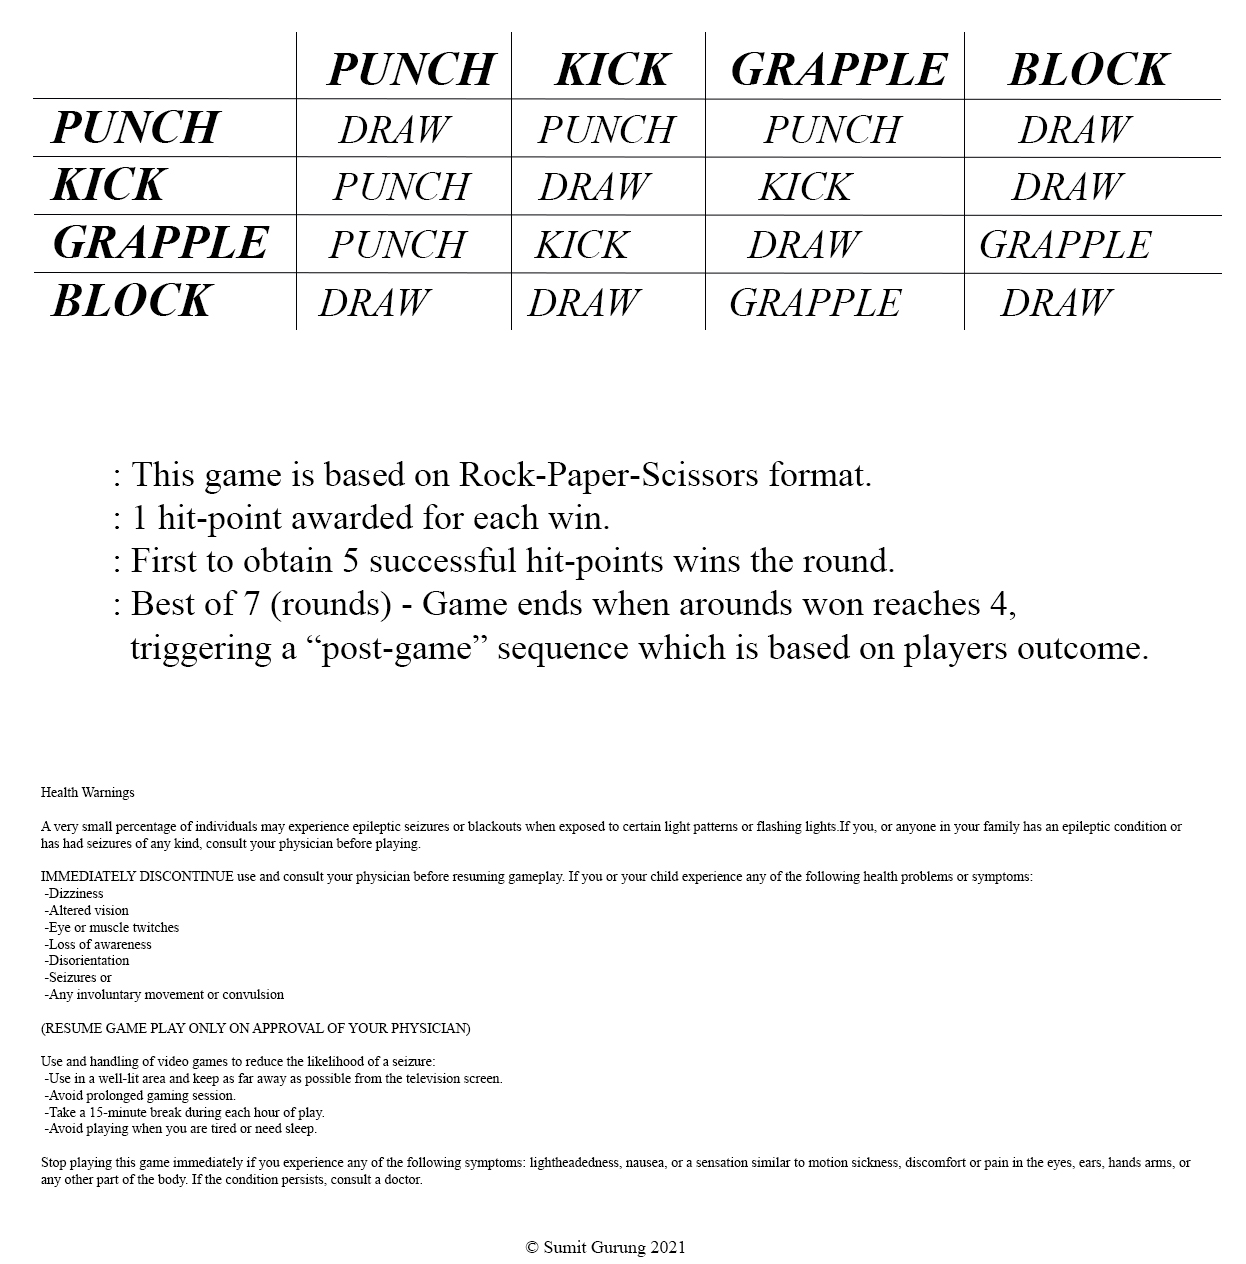 PUNCH KICK GRAPPLE BLOCK
PUNCH DRAW PUNCH PUNCH DRAW
KICK PUNCH DRAW KICK DRAW
GRAPPLE PUNCH KICK DRAW GRAPPLE
BLOCK DRAW DRAW GRAPPLE DRAW
: This game is based on Rock-Paper-Scissors format.
: 1 hit-point awarded for each win.
: First to obtain 5 successful hit-points wins the round.
: Best of 7 (rounds) - Game ends when arounds won reaches 4,
triggering a “post-game” sequence which is based on players outcome.
Health Warnings
A very small percentage of individuals may experience epileptic seizures or blackouts when exposed to certain light patterns or flashing lights.If you, or anyone in your family has an epileptic condition or
has had seizures of any kind, consult your physician before playing.
IMMEDIATELY DISCONTINUE use and consult your physician before resuming gameplay. If you or your child experience any of the following health problems or symptoms:
-Dizziness
-Altered vision
-Eye or muscle twitches
-Loss of awareness
-Disorientation
-Seizures or
-Any involuntary movement or convulsion
(RESUME GAME PLAY ONLY ON APPROVAL OF YOUR PHYSICIAN)
Use and handling of video games to reduce the likelihood of a seizure:
-Use in a well-lit area and keep as far away as possible from the television screen.
-Avoid prolonged gaming session.
-Take a 15-minute break during each hour of play.
-Avoid playing when you are tired or need sleep.
Stop playing this game immediately if you experience any of the following symptoms: lightheadedness, nausea, or a sensation similar to motion sickness, discomfort or pain in the eyes, ears, hands arms, or
any other part of the body. If the condition persists, consult a doctor.
© Sumit Gurung 2021